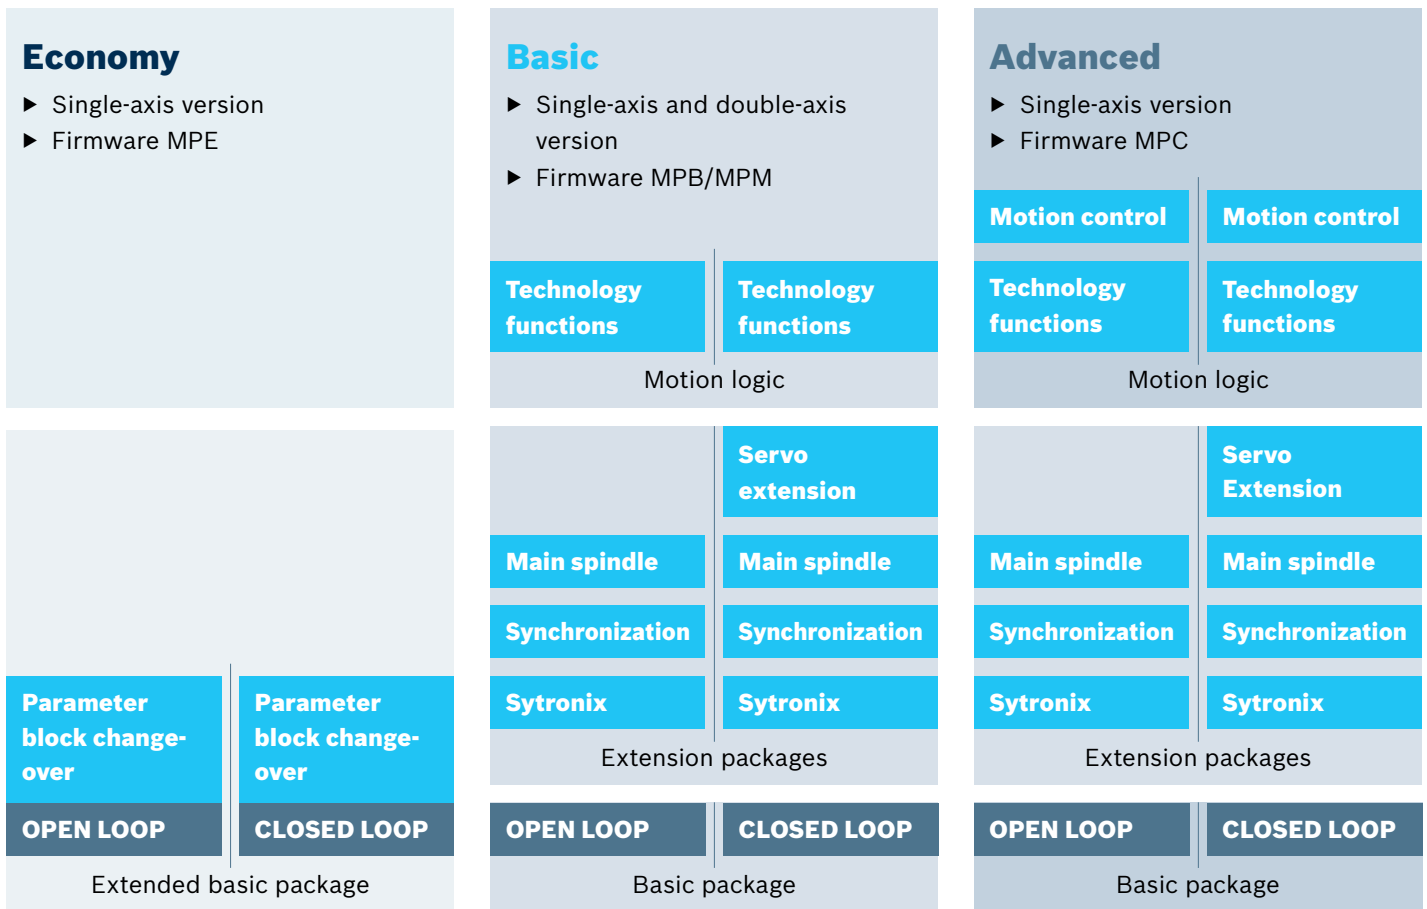 Economy
▶ Single-axis version
▶ Firmware MPE
Parameter
block change-
over
Parameter
block change-
over
OPEN LOOP
CLOSED LOOP
Extended basic package
Basic
▶ Single-axis and double-axis
version
▶ Firmware MPB/MPM
Technology
functions
Technology
functions
Motion logic
Servo
extension
Main spindle
Main spindle
Synchronization
Synchronization
Sytronix
Sytronix
Extension packages
OPEN LOOP
CLOSED LOOP
Basic package
Advanced
▶ Single-axis version
▶ Firmware MPC
Motion control
Motion control
Technology
functions
Technology
functions
Motion logic
Servo
Extension
Main spindle
Main spindle
Synchronization
Synchronization
Sytronix
Sytronix
Extension packages
OPEN LOOP
CLOSED LOOP
Basic package